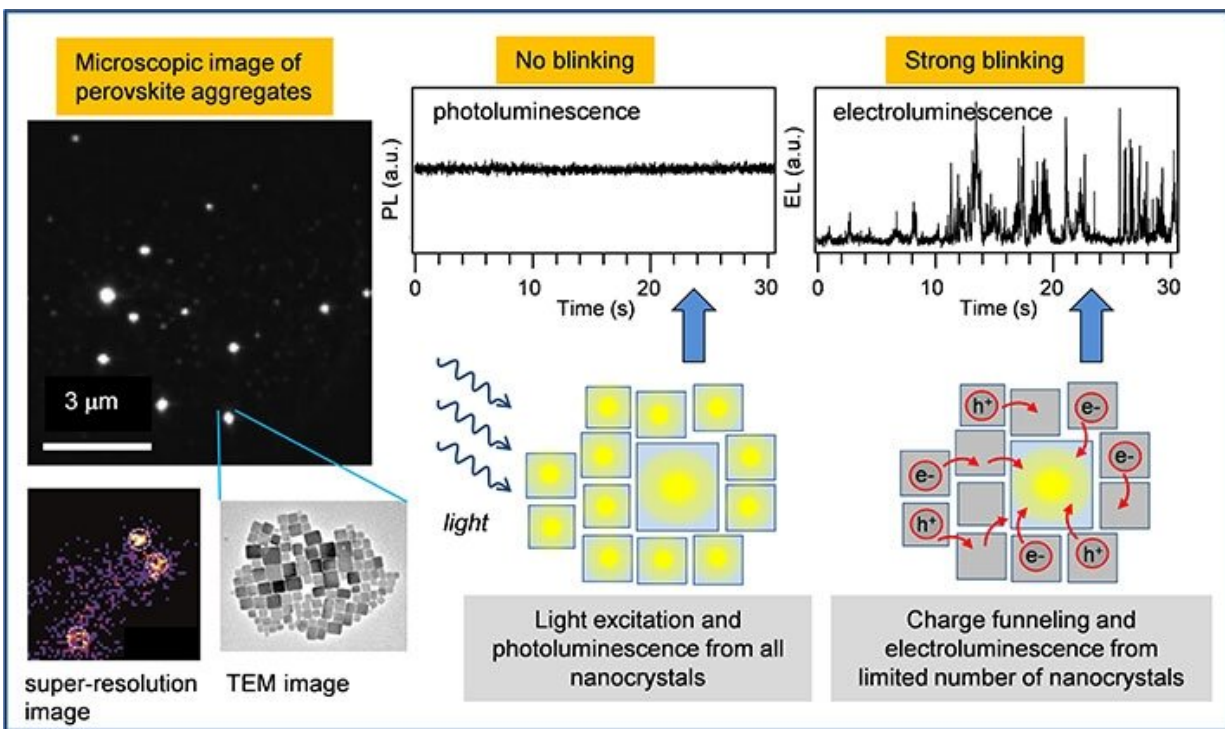 Microscopic image of
perovskite aggregates
3 μm
super-resolution
image
TEM image
No blinking
photoluminescence
PL (a.u.)
0
10
20
30
Time (s)
light
Light excitation and
photoluminescence from all
nanocrystals
Strong blinking
electroluminescence
EL (a.u.)
0
10
20
30
Time (s)
h+
e-
e-
e-
h+
e-
h+
Charge funneling and
electroluminescence from
limited number of nanocrystals